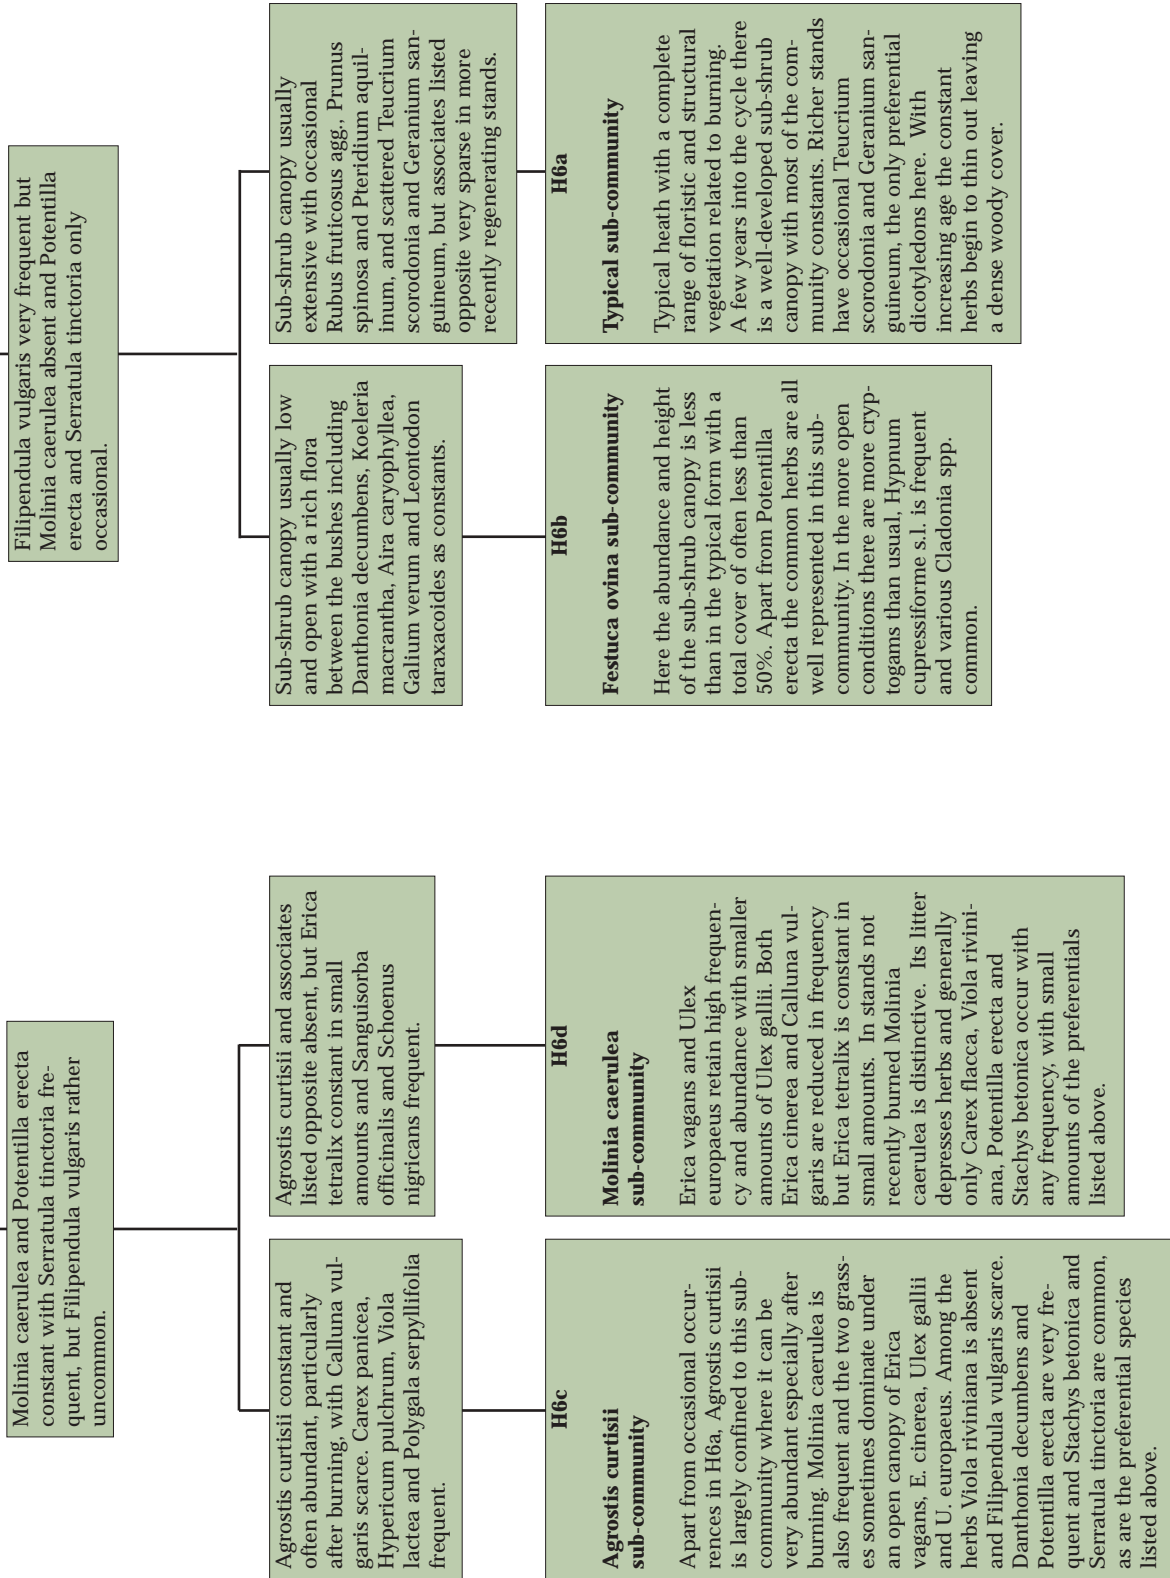 Molinia caerulea and Potentilla erecta
constant with Serratula tinctoria fre-
quent, but Filipendula vulgaris rather
uncommon.
Filipendula vulgaris very frequent but
Molinia caerulea absent and Potentilla
erecta and Serratula tinctoria only
occasional.
Agrostis curtisii constant and
often abundant, particularly
after burning, with Calluna vul-
garis scarce. Carex panicea,
Hypericum pulchrum, Viola
lactea and Polygala serpyllifolia
frequent.
Agrostis curtisii and associates
listed opposite absent, but Erica
tetralix constant in small
amounts and Sanguisorba
officinalis and Schoenus
nigricans frequent.
Sub-shrub canopy usually low
and open with a rich flora
between the bushes including
Danthonia decumbens, Koeleria
macrantha, Aira caryophyllea,
Galium verum and Leontodon
taraxacoides as constants.
Sub-shrub canopy usually
extensive with occasional
Rubus fruticosus agg., Prunus
spinosa and Pteridium aquil-
inum, and scattered Teucrium
scorodonia and Geranium san-
guineum, but associates listed
opposite very sparse in more
recently regenerating stands.
H6c
Agrostis curtisii
sub-community
Apart from occasional occur-
rences in H6a, Agrostis curtisii
is largely confined to this sub-
community where it can be
very abundant especially after
burning. Molinia caerulea is
also frequent and the two grass-
es sometimes dominate under
an open canopy of Erica
vagans, E. cinerea, Ulex gallii
and U. europaeus. Among the
herbs Viola riviniana is absent
and Filipendula vulgaris scarce.
Danthonia decumbens and
Potentilla erecta are very fre-
quent and Stachys betonica and
Serratula tinctoria are common,
as are the preferential species
listed above.
H6d
Molinia caerulea
sub-community
Erica vagans and Ulex
europaeus retain high frequen-
cy and abundance with smaller
amounts of Ulex gallii. Both
Erica cinerea and Calluna vul-
garis are reduced in frequency
but Erica tetralix is constant in
small amounts. In stands not
recently burned Molinia
caerulea is distinctive. Its litter
depresses herbs and generally
only Carex flacca, Viola rivini-
ana, Potentilla erecta and
Stachys betonica occur with
any frequency, with small
amounts of the preferentials
listed above.
H6b
Festuca ovina sub-community
Here the abundance and height
of the sub-shrub canopy is less
than in the typical form with a
total cover of often less than
50%. Apart from Potentilla
erecta the common herbs are all
well represented in this sub-
community. In the more open
conditions there are more cryp-
togams than usual, Hypnum
cupressiforme s.l. is frequent
and various Cladonia spp.
common.
H6a
Typical sub-community
Typical heath with a complete
range of floristic and structural
vegetation related to burning.
A few years into the cycle there
is a well-developed sub-shrub
canopy with most of the com-
munity constants. Richer stands
have occasional Teucrium
scorodonia and Geranium san-
guineum, the only preferential
dicotyledons here. With
increasing age the constant
herbs begin to thin out leaving
a dense woody cover.